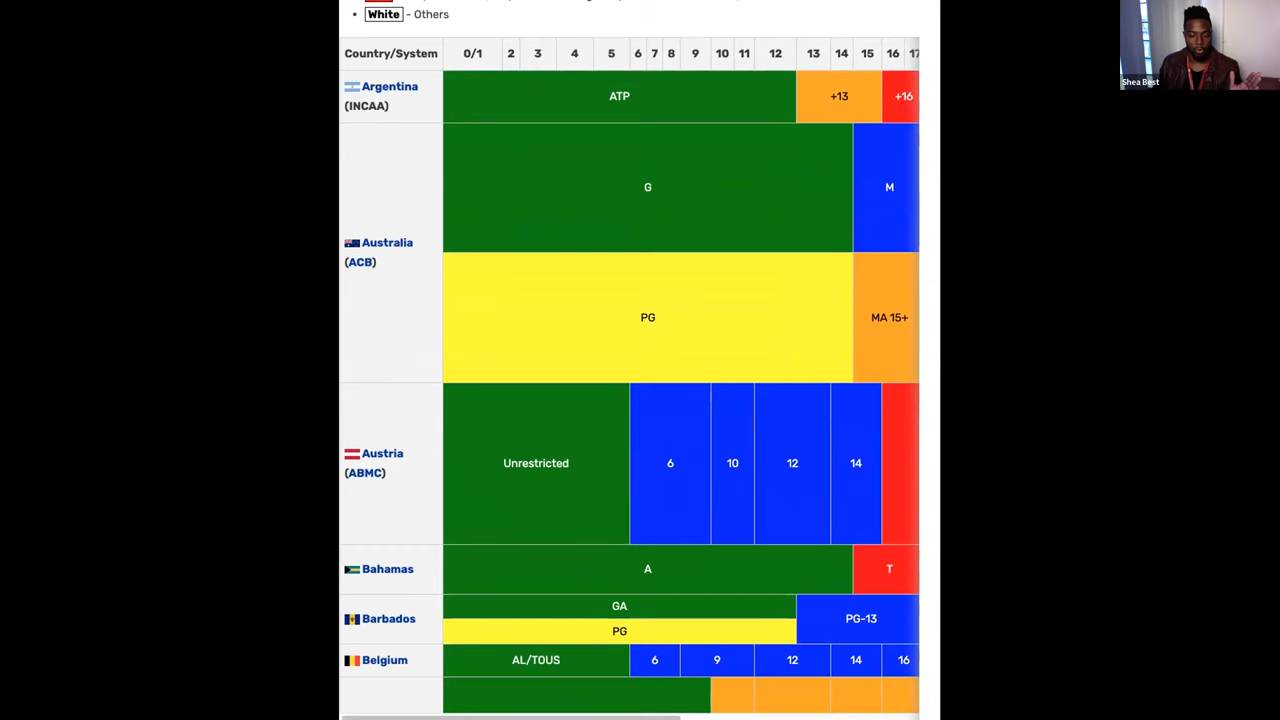 White - Others
Country/System 0/1 2 3 4 5 6 7 8 9 10 11 12 13 14 15 16 17
Argentina
(INCAA)
ATP +13 +16
Australia
(ACB)
G M
PG MA 15+
Austria
(ABMC)
Unrestricted 6 10 12 14
Bahamas A T
Barbados
GA
PG
PG-13
Belgium AL/TOUS 6 9 12 14 16
Shea Best